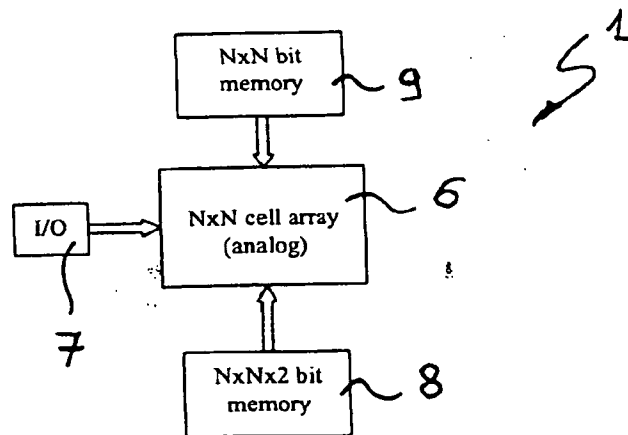 1
NxN bit
memory
9
NxN cell array
(analog)
6
I/O
7
NxNx2 bit
memory
8